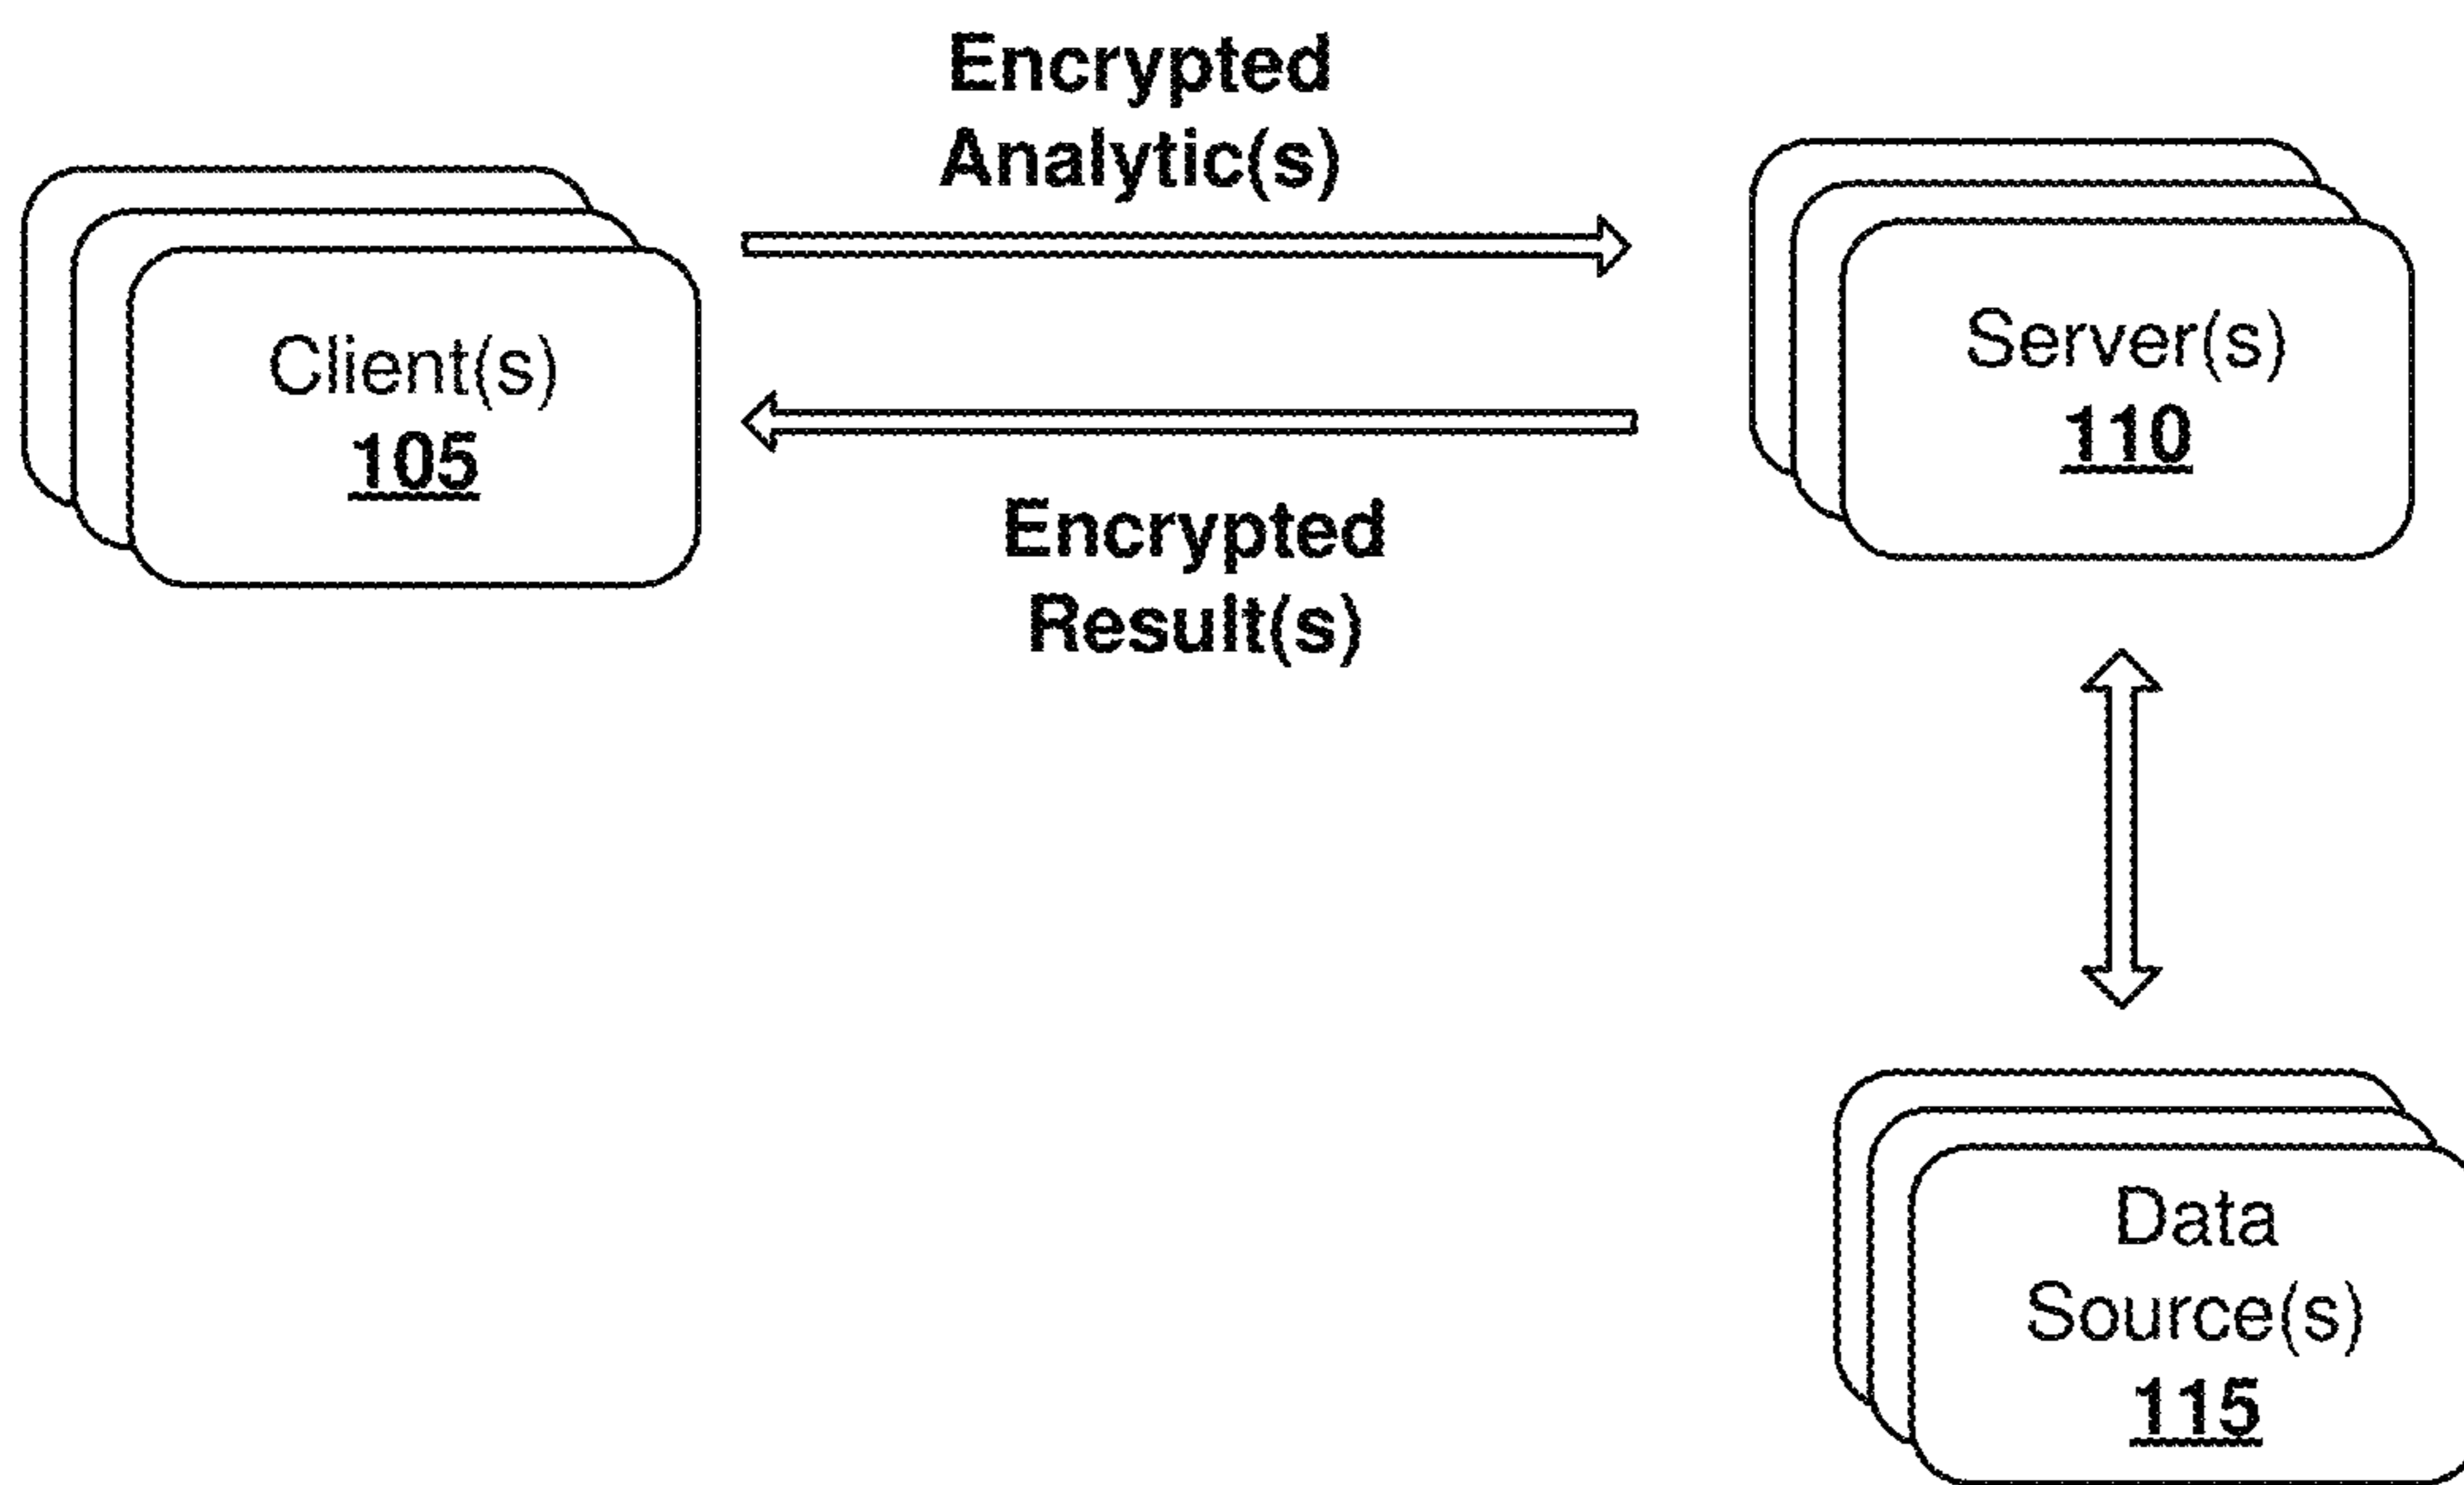 Encrypted
Analytic(s)
Client(s)
105
Server(s)
110
Encrypted
Result(s)
Data
Source(s)
115